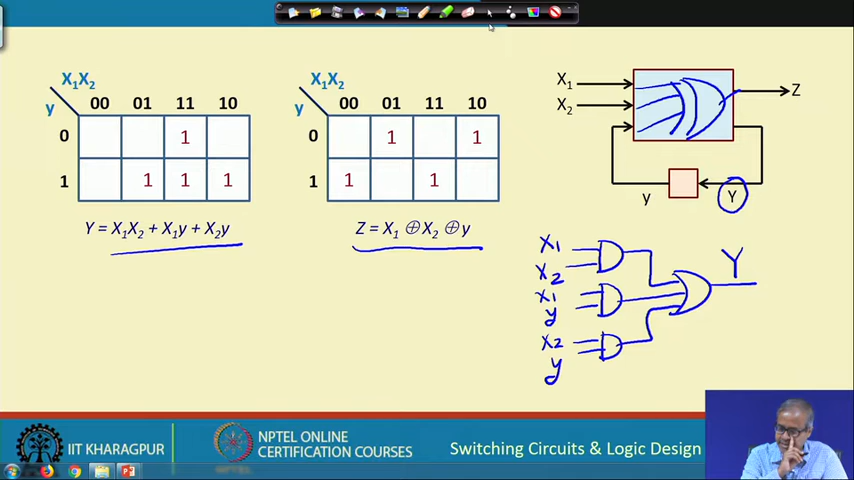 X1X2
y
00 01 11 10
0 1
1 1 1 1
Y = X1X2 + X1y + X2y
X1X2
y
00 01 11 10
0 1 1
1 1 1
Z = X1 ⊕ X2 ⊕ y
X1
X2
Z
y
Y
X1
X2
X1
y
X2
y
Y
IIT KHARAGPUR
NPTEL ONLINE
CERTIFICATION COURSES
Switching Circuits & Logic Design